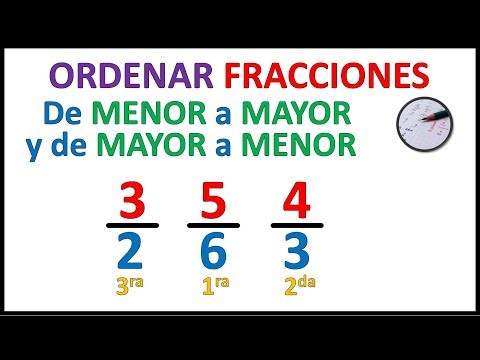 ORDENAR FRACCIONES
De MENOR a MAYOR
y de MAYOR a MENOR
3 5 4
2 6 3
3ra 1ra 2da